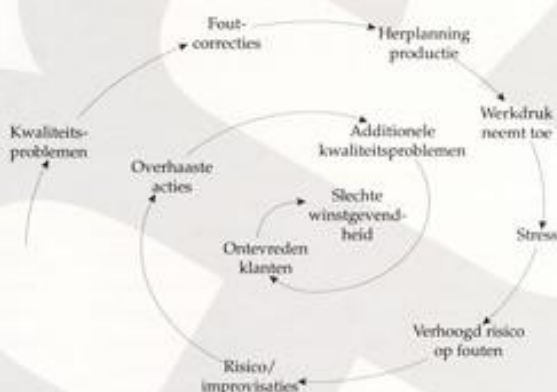 Fout-
correcties
Herplanning
productie
Werkdruk
neemt toe
Kwaliteits-
problemen
Additionele
kwaliteitsproblemen
Overhaaste
acties
Slechte
winstgevend-
heid
Stress
Ontevreden
klanten
Verhoogd risico
op fouten
Risico/
improvisaties